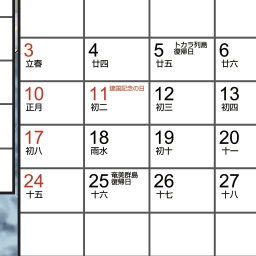 3 4 5 トカラ列島 6
復帰日
立春 廿四 廿五 廿六
10 11 建国記念の日 12 13
正月 初二 初三 初四
17 18 19 20
初八 雨水 初十 十一
24 25 奄美群島 26 27
復帰日
十五 十六 十七 十八